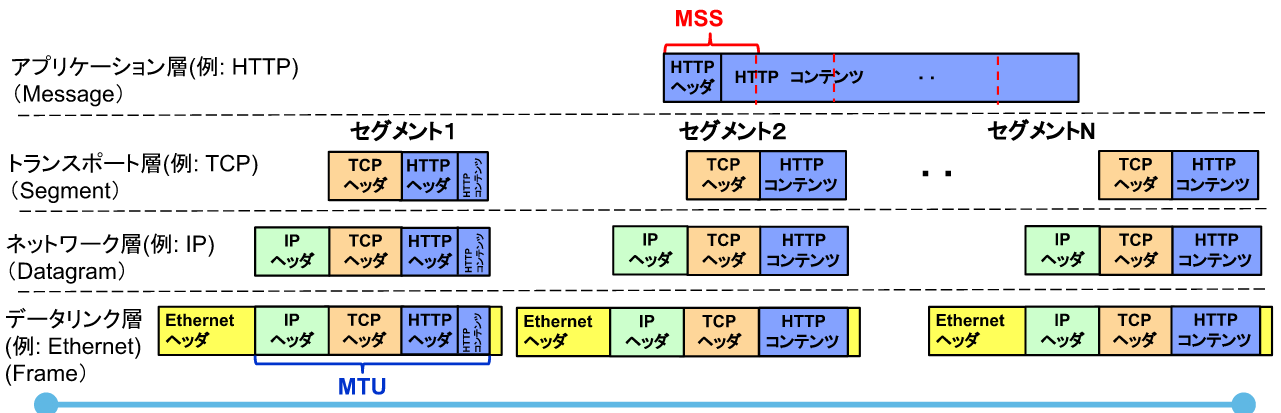 MSS
アプリケーション層(例: HTTP)
（Message）
HTTP
ヘッダ
HTTP コンテンツ ・・
セグメント1
セグメント2
セグメントN
トランスポート層(例: TCP)
（Segment）
TCP
ヘッダ
HTTP
ヘッダ
HTTP
コンテンツ
TCP
ヘッダ
HTTP
コンテンツ
・・
TCP
ヘッダ
HTTP
コンテンツ
ネットワーク層(例: IP)
（Datagram）
IP
ヘッダ
TCP
ヘッダ
HTTP
ヘッダ
HTTP
コンテンツ
IP
ヘッダ
TCP
ヘッダ
HTTP
コンテンツ
IP
ヘッダ
TCP
ヘッダ
HTTP
コンテンツ
データリンク層
(例: Ethernet)
(Frame）
Ethernet
ヘッダ
IP
ヘッダ
TCP
ヘッダ
HTTP
ヘッダ
HTTP
コンテンツ
Ethernet
ヘッダ
IP
ヘッダ
TCP
ヘッダ
HTTP
コンテンツ
Ethernet
ヘッダ
IP
ヘッダ
TCP
ヘッダ
HTTP
コンテンツ
MTU